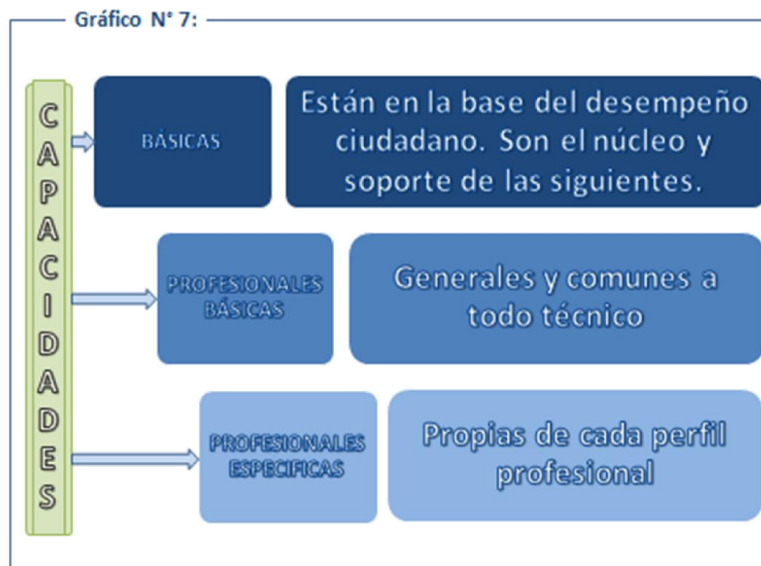 Gráfico N° 7:
CAPACIDADES
BÁSICAS
Están en la base del desempeño
ciudadano. Son el núcleo y
soporte de las siguientes.
PROFESIONALES
BÁSICAS
Generales y comunes a
todo técnico
PROFESIONALES
ESPECIFICAS
Propias de cada perfil
profesional